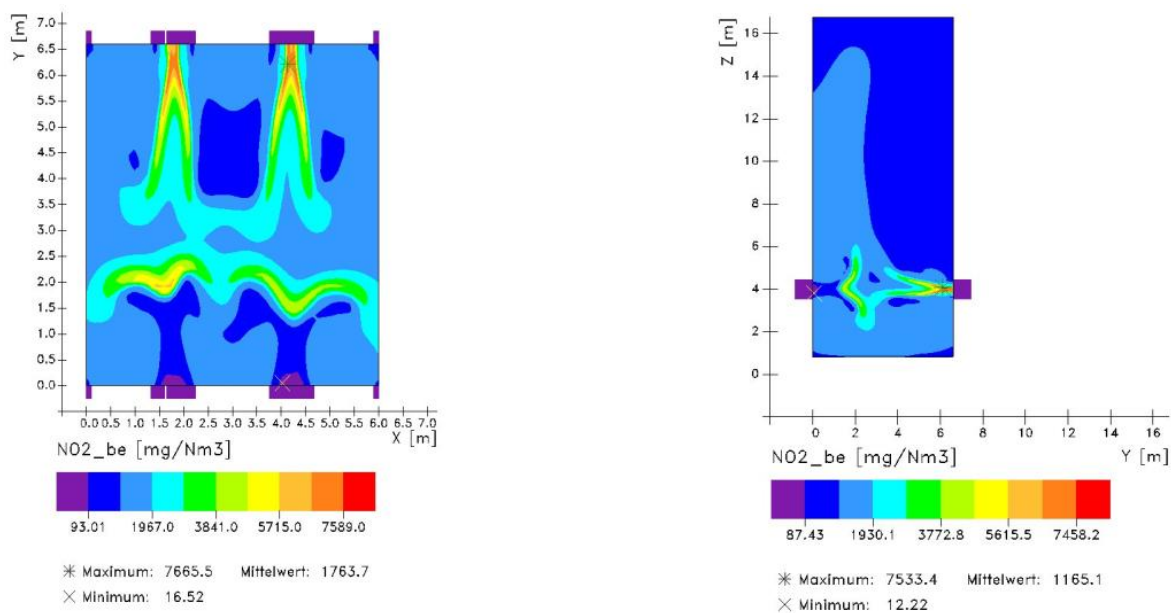 Y [m]
7.0
6.5
6.0
5.5
5.0
4.5
4.0
3.5
3.0
2.5
2.0
1.5
1.0
0.5
0.0
0.0 0.5 1.0 1.5 2.0 2.5 3.0 3.5 4.0 4.5 5.0 5.5 6.0 6.5 7.0
X [m]
NO2_be [mg/Nm3]
93.01 1967.0 3841.0 5715.0 7589.0
Maximum: 7665.5 Mittelwert: 1763.7
Minimum: 16.52
Z [m]
16
14
12
10
8
6
4
2
0
0 2 4 6 8 10 12 14 16
Y [m]
NO2_be [mg/Nm3]
87.43 1930.1 3772.8 5615.5 7458.2
Maximum: 7533.4 Mittelwert: 1165.1
Minimum: 12.22